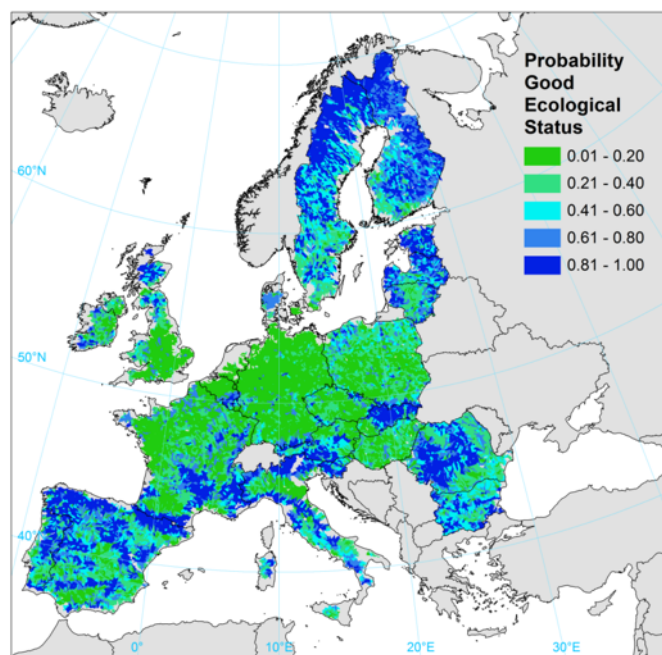 Probability
Good
Ecological
Status
0.01 - 0.20
0.21 - 0.40
0.41 - 0.60
0.61 - 0.80
0.81 - 1.00
60°N
50°N
40°N
0°
10°E
20°E
30°E